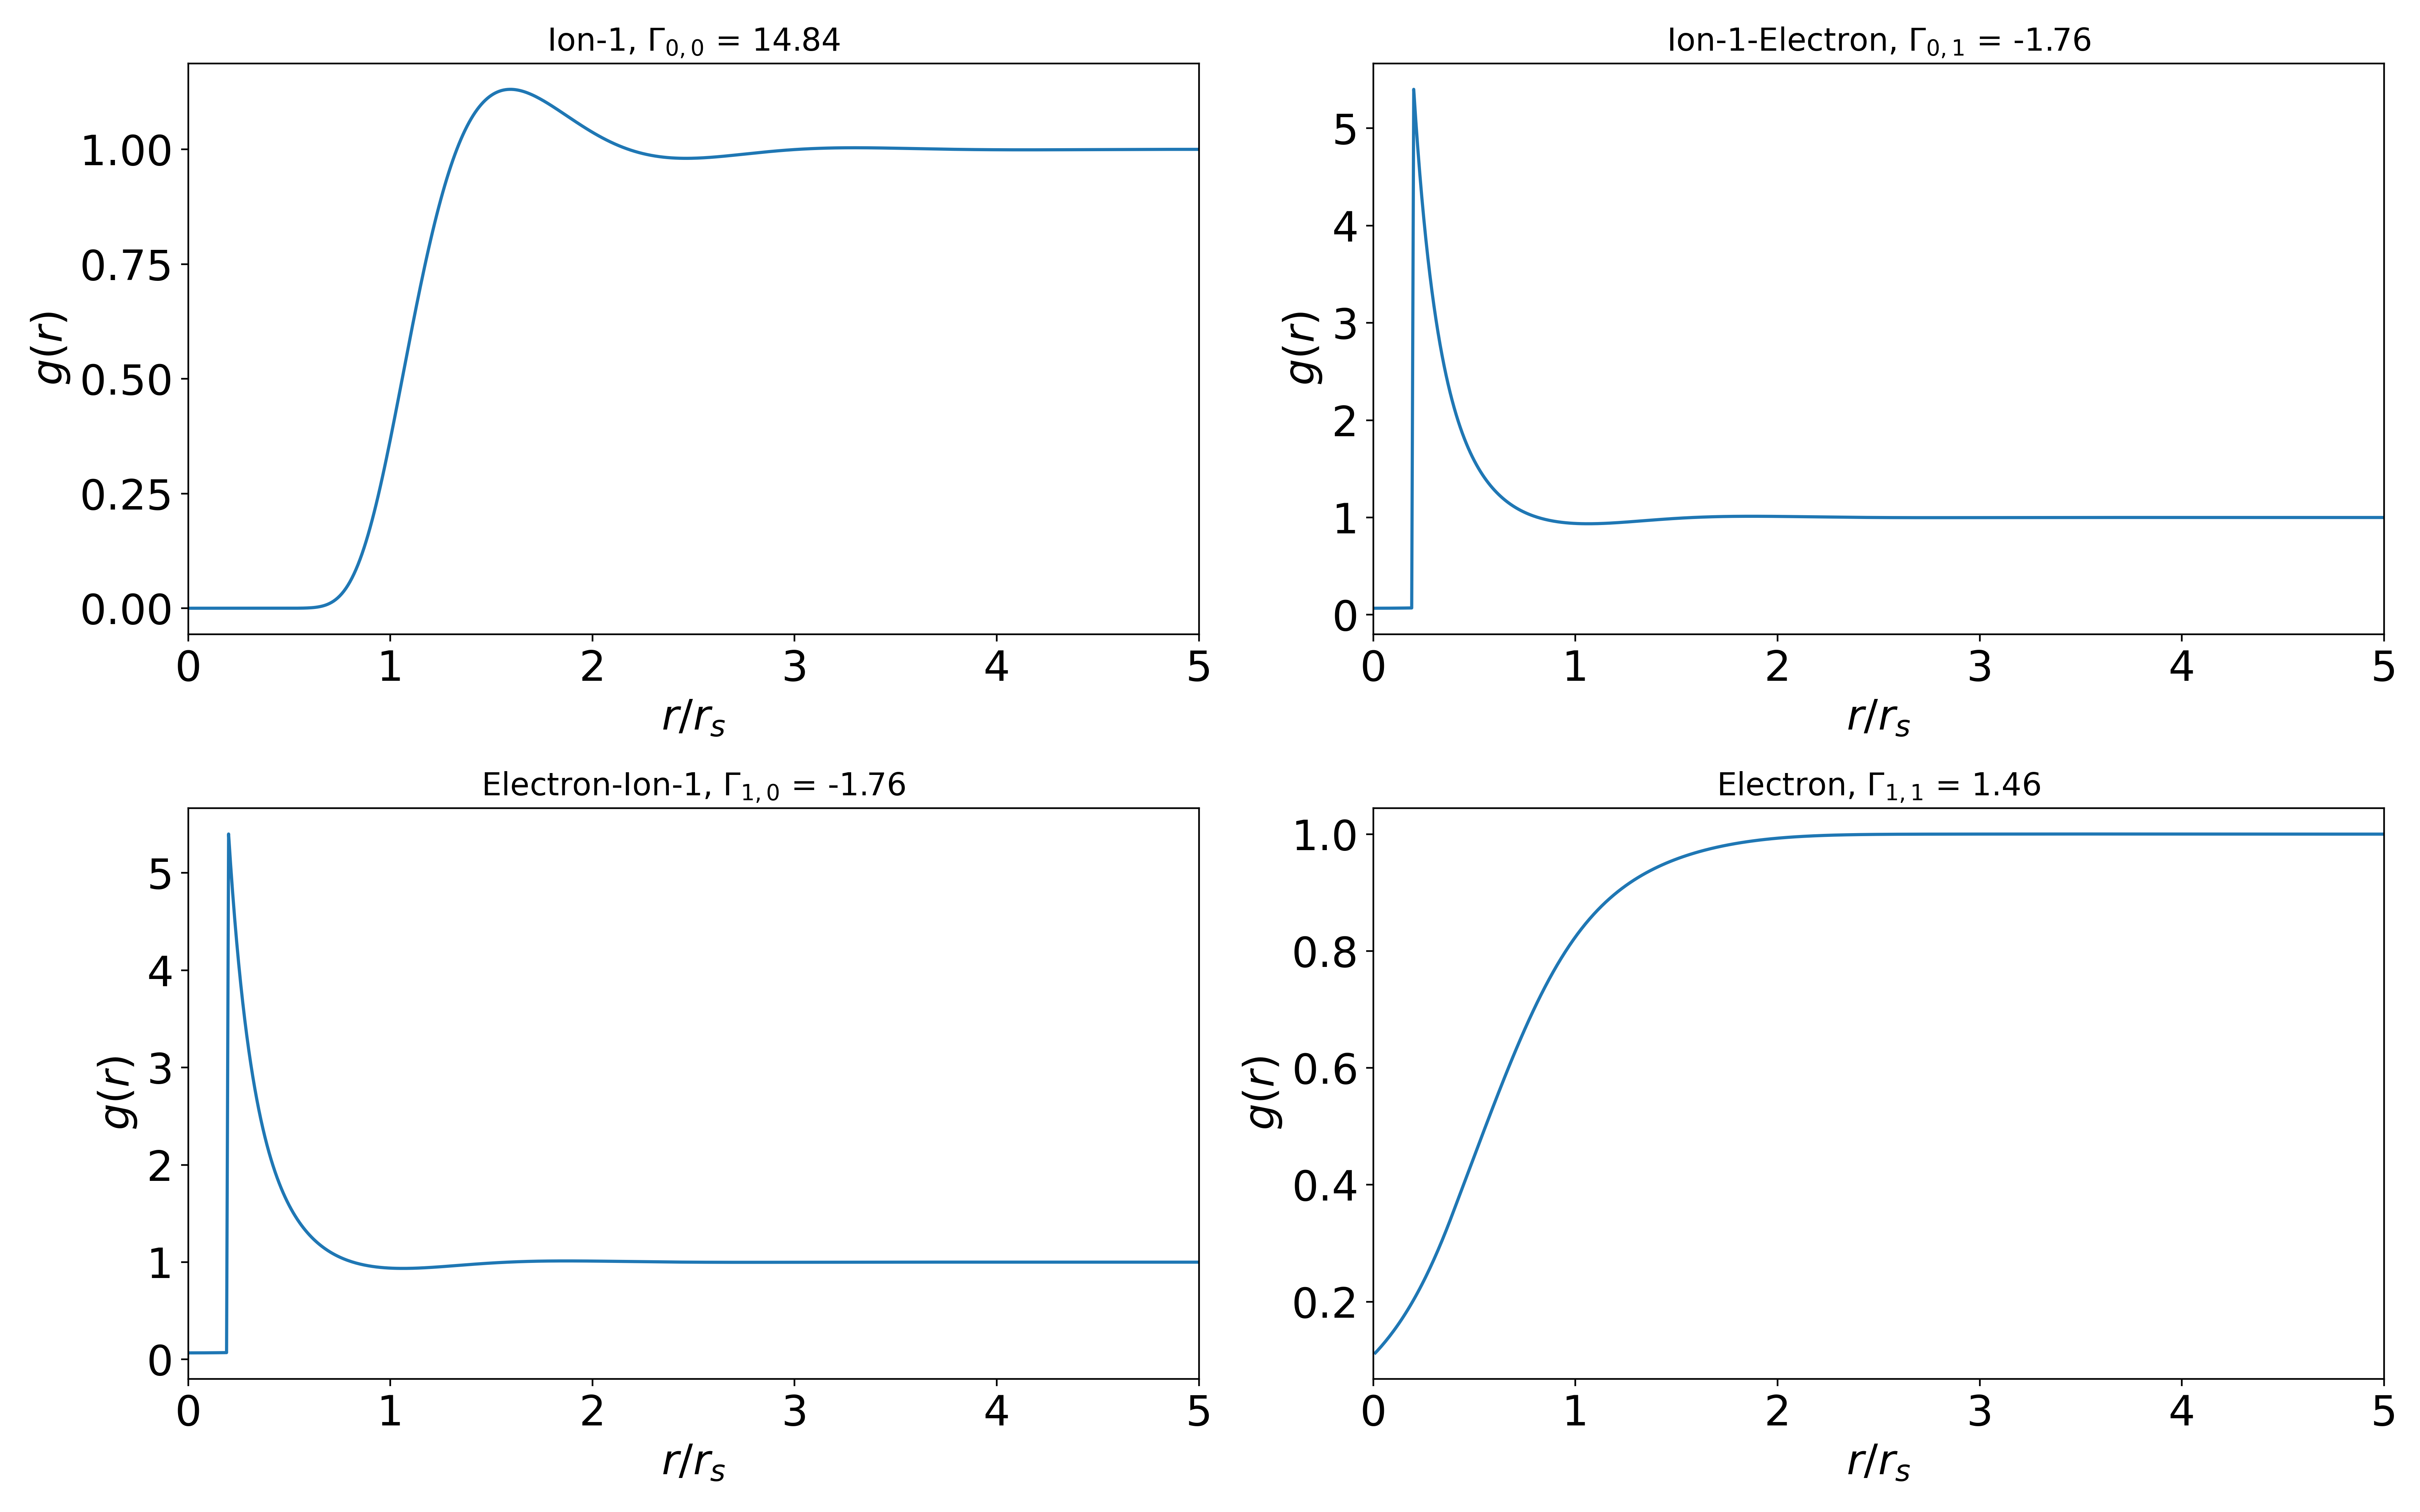 Ion-1, Γ0,0 = 14.84
g(r)
1.00
0.75
0.50
0.25
0.00
0 1 2 3 4 5
r/rs
Ion-1-Electron, Γ0,1 = -1.76
g(r)
5
4
3
2
1
0
0 1 2 3 4 5
r/rs
Electron-Ion-1, Γ1,0 = -1.76
g(r)
5
4
3
2
1
0
0 1 2 3 4 5
r/rs
Electron, Γ1,1 = 1.46
g(r)
1.0
0.8
0.6
0.4
0.2
0 1 2 3 4 5
r/rs